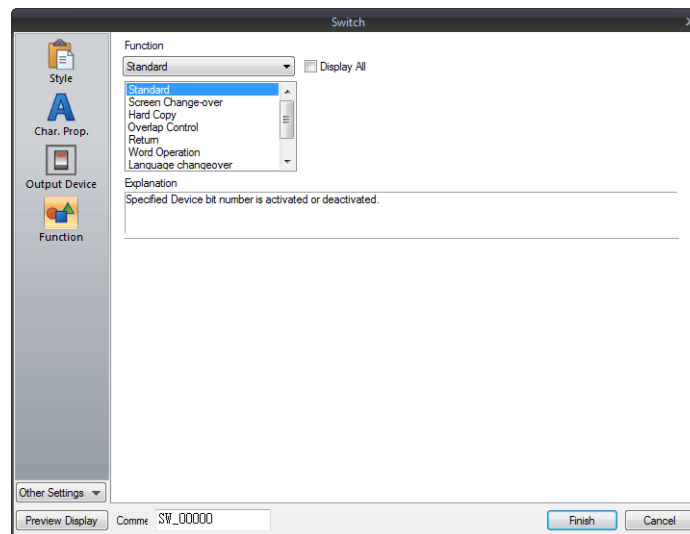 Switch
Style
Char. Prop.
Output Device
Function
Function
Standard
Display All
Standard
Screen Change-over
Hard Copy
Overlap Control
Return
Word Operation
Language changeover
Explanation
Specified Device bit number is activated or deactivated.
Other Settings
Preview Display
Comme
SW_00000
Finish
Cancel